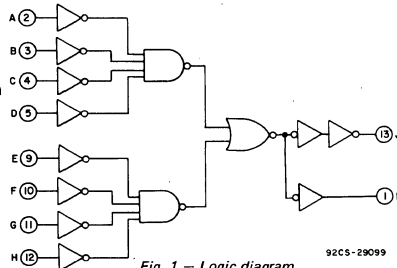 A 2
B 3
C 4
D 5
E 9
F 10
G 11
H 12
13 J
1
92CS-29099
Fig. 1 — Logic diagram